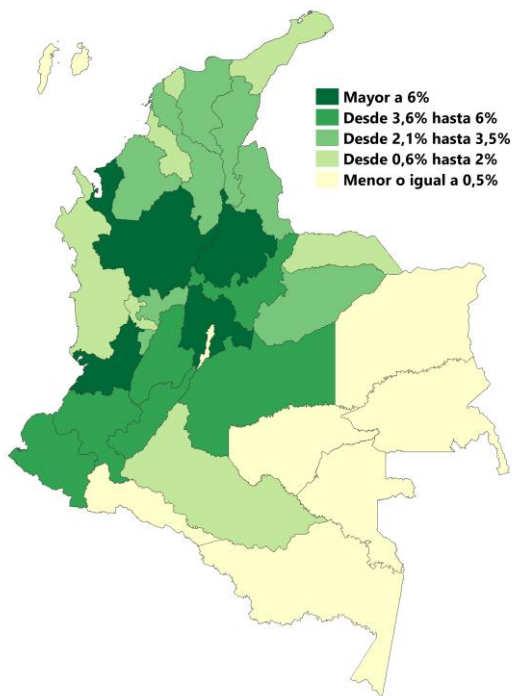 Mayor a 6%
Desde 3,6% hasta 6%
Desde 2,1% hasta 3,5%
Desde 0,6% hasta 2%
Menor o igual a 0,5%